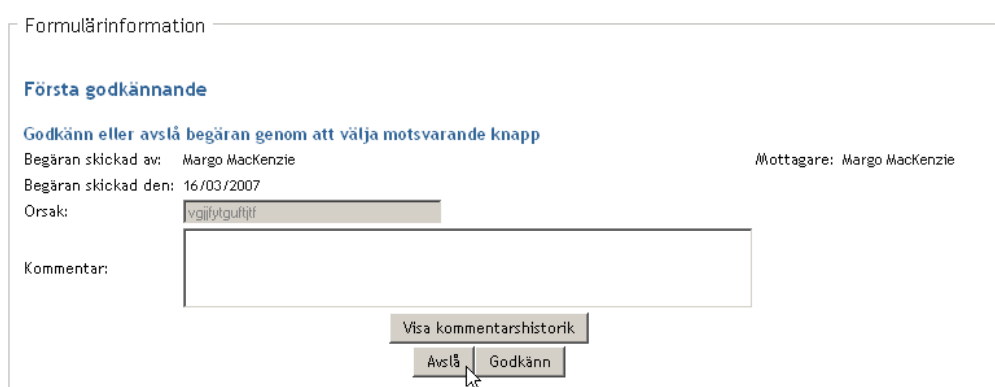 Formulärinformation
Första godkännande
Godkänn eller avslå begäran genom att välja motsvarande knapp
Begäran skickad av: Margo MacKenzie Mottagare: Margo MacKenzie
Begäran skickad den: 16/03/2007
Orsak: vgjjfytguftjtf
Kommentar:
Visa kommentarshistorik
Avslå Godkänn